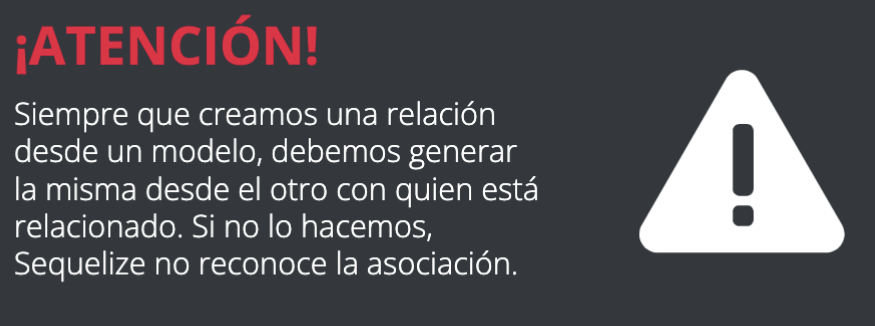 ¡ATENCIÓN!
Siempre que creamos una relación
desde un modelo, debemos generar
la misma desde el otro con quien está
relacionado. Si no lo hacemos,
Sequelize no reconoce la asociación.